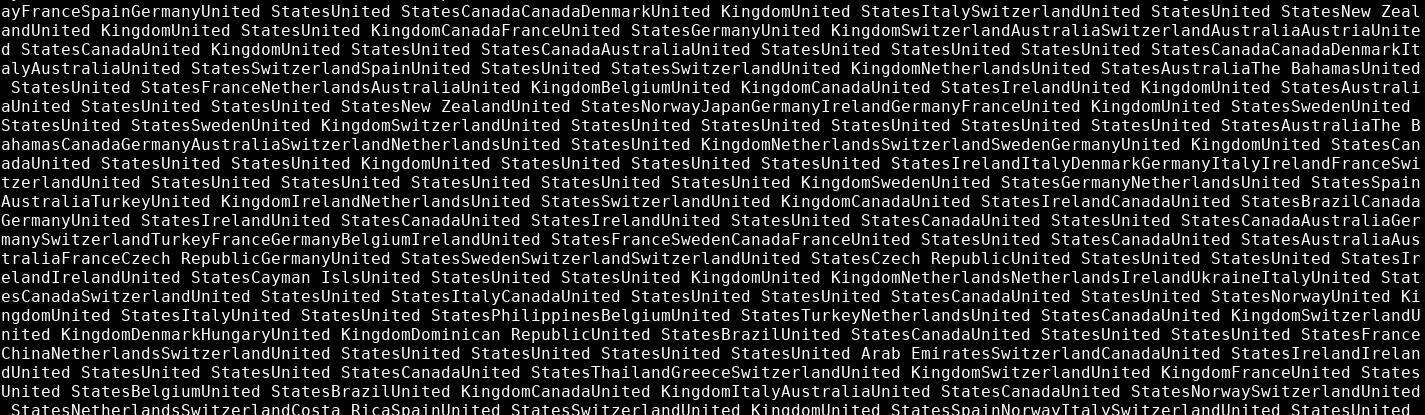 ayFranceSpainGermanyUnited StatesUnited StatesCanadaCanadaDenmarkUnited KingdomUnited StatesItalySwitzerlandUnited StatesUnited StatesNew Zeal
andUnited KingdomUnited StatesUnited KingdomCanadaFranceUnited StatesGermanyUnited KingdomSwitzerlandAustraliaSwitzerlandAustraliaAustriaUnite
d StatesCanadaUnited KingdomUnited StatesUnited StatesCanadaAustraliaUnited StatesUnited StatesUnited StatesUnited StatesCanadaCanadaDenmarkIt
alyAustraliaUnited StatesSwitzerlandSpainUnited StatesUnited StatesSwitzerlandUnited KingdomNetherlandsUnited StatesAustraliaThe BahamasUnited
 StatesUnited StatesFranceNetherlandsAustraliaUnited KingdomBelgiumUnited KingdomCanadaUnited StatesIrelandUnited KingdomUnited StatesAustrali
aUnited StatesUnited StatesUnited StatesNew ZealandUnited StatesNorwayJapanGermanyIrelandGermanyFranceUnited KingdomUnited StatesSwedenUnited
StatesUnited StatesSwedenUnited KingdomSwitzerlandUnited StatesUnited StatesUnited StatesUnited StatesUnited StatesUnited StatesAustraliaThe B
ahamasCanadaGermanyAustraliaSwitzerlandNetherlandsUnited StatesUnited KingdomNetherlandsSwitzerlandSwedenGermanyUnited KingdomUnited StatesCan
adaUnited StatesUnited StatesUnited KingdomUnited StatesUnited StatesUnited StatesUnited StatesIrelandItalyDenmarkGermanyItalyIrelandFranceSwi
tzerlandUnited StatesUnited StatesUnited StatesUnited StatesUnited StatesUnited KingdomSwedenUnited StatesGermanyNetherlandsUnited StatesSpain
AustraliaTurkeyUnited KingdomIrelandNetherlandsUnited StatesSwitzerlandUnited KingdomCanadaUnited StatesIrelandCanadaUnited StatesBrazilCanada
GermanyUnited StatesIrelandUnited StatesCanadaUnited StatesIrelandUnited StatesUnited StatesCanadaUnited StatesUnited StatesCanadaAustraliaGer
manySwitzerlandTurkeyFranceGermanyBelgiumIrelandUnited StatesFranceSwedenCanadaFranceUnited StatesUnited StatesCanadaUnited StatesAustraliaAus
traliaFranceCzech RepublicGermanyUnited StatesSwedenSwitzerlandSwitzerlandUnited StatesCzech RepublicUnited StatesUnited StatesUnited StatesIr
elandIrelandUnited StatesCayman IslsUnited StatesUnited StatesUnited KingdomUnited KingdomNetherlandsNetherlandsIrelandUkraineItalyUnited Stat
esCanadaSwitzerlandUnited StatesUnited StatesItalyCanadaUnited StatesUnited StatesUnited StatesCanadaUnited StatesUnited StatesNorwayUnited Ki
ngdomUnited StatesItalyUnited StatesUnited StatesPhilippinesBelgiumUnited StatesTurkeyNetherlandsUnited StatesCanadaUnited KingdomSwitzerlandU
nited KingdomDenmarkHungaryUnited KingdomDominican RepublicUnited StatesBrazilUnited StatesCanadaUnited StatesUnited StatesUnited StatesFrance
ChinaNetherlandsSwitzerlandUnited StatesUnited StatesUnited StatesUnited StatesUnited Arab EmiratesSwitzerlandCanadaUnited StatesIrelandIrelan
dUnited StatesUnited StatesUnited StatesCanadaUnited StatesThailandGreeceSwitzerlandUnited KingdomSwitzerlandUnited KingdomFranceUnited States
United StatesBelgiumUnited StatesBrazilUnited KingdomCanadaUnited KingdomItalyAustraliaUnited StatesCanadaUnited StatesNorwaySwitzerlandUnited
 StatesNetherlandsSwitzerlandCosta RicaSpainUnited StatesSwitzerlandUnited KingdomUnited StatesSpainNorwayItalySwitzerlandUnited StatesUnited